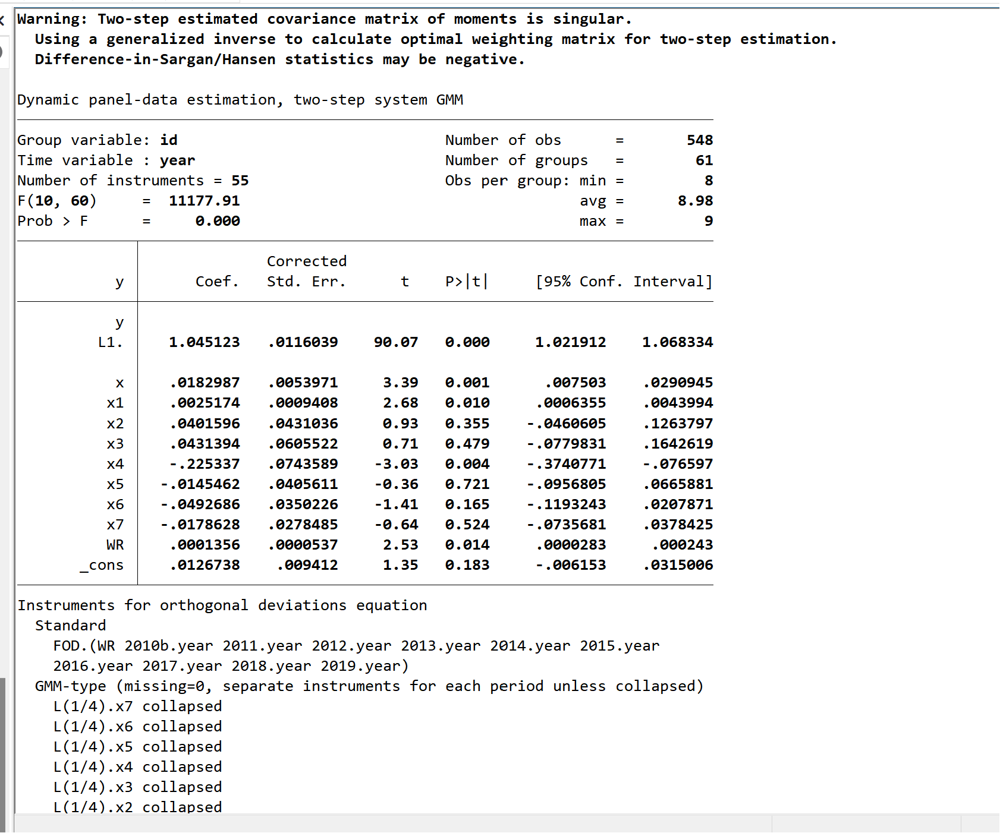 Warning: Two-step estimated covariance matrix of moments is singular.
Using a generalized inverse to calculate optimal weighting matrix for two-step estimation.
Difference-in-Sargan/Hansen statistics may be negative.
Dynamic panel-data estimation, two-step system GMM
Group variable: id Number of obs = 548
Time variable : year Number of groups = 61
Number of instruments = 55 Obs per group: min = 8
F(10, 60) = 11177.91 avg = 8.98
Prob > F = 0.000 max = 9
Corrected
y Coef. Std. Err. t P>|t| [95% Conf. Interval]
y
L1. 1.045123 .0116039 90.07 0.000 1.021912 1.068334
x .0182987 .0053971 3.39 0.001 .007503 .0290945
x1 .0025174 .0009408 2.68 0.010 .0006355 .0043994
x2 .0401596 .0431036 0.93 0.355 -.0460605 .1263797
x3 .0431394 .0605522 0.71 0.479 -.0779831 .1642619
x4 -.225337 .0743589 -3.03 0.004 -.3740771 -.076597
x5 -.0145462 .0405611 -0.36 0.721 -.0956805 .0665881
x6 -.0492686 .0350226 -1.41 0.165 -.1193243 .0207871
x7 -.0178628 .0278485 -0.64 0.524 -.0735681 .0378425
WR .0001356 .0000537 2.53 0.014 .0000283 .000243
_cons .0126738 .009412 1.35 0.183 -.006153 .0315006
Instruments for orthogonal deviations equation
Standard
FOD.(WR 2010b.year 2011.year 2012.year 2013.year 2014.year 2015.year
2016.year 2017.year 2018.year 2019.year)
GMM-type (missing=0, separate instruments for each period unless collapsed)
L(1/4).x7 collapsed
L(1/4).x6 collapsed
L(1/4).x5 collapsed
L(1/4).x4 collapsed
L(1/4).x3 collapsed
L(1/4).x2 collapsed